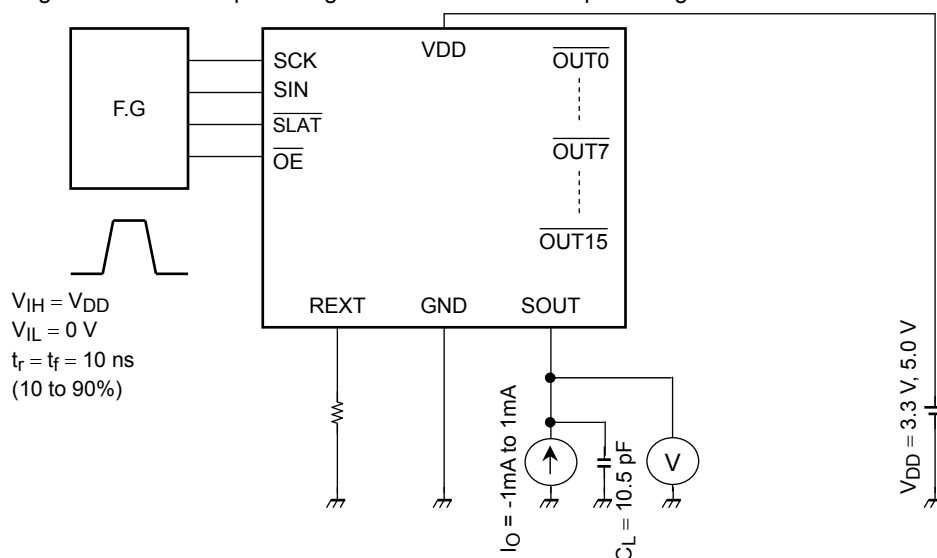 F.G
SCK
SIN
SLAT
OE
VDD
OUT0
OUT7
OUT15
REXT
GND
SOUT
VIH = VDD
VIL = 0 V
tr = tf = 10 ns
(10 to 90%)
IO = -1mA to 1mA
CL = 10.5 pF
V
VDD = 3.3 V, 5.0 V